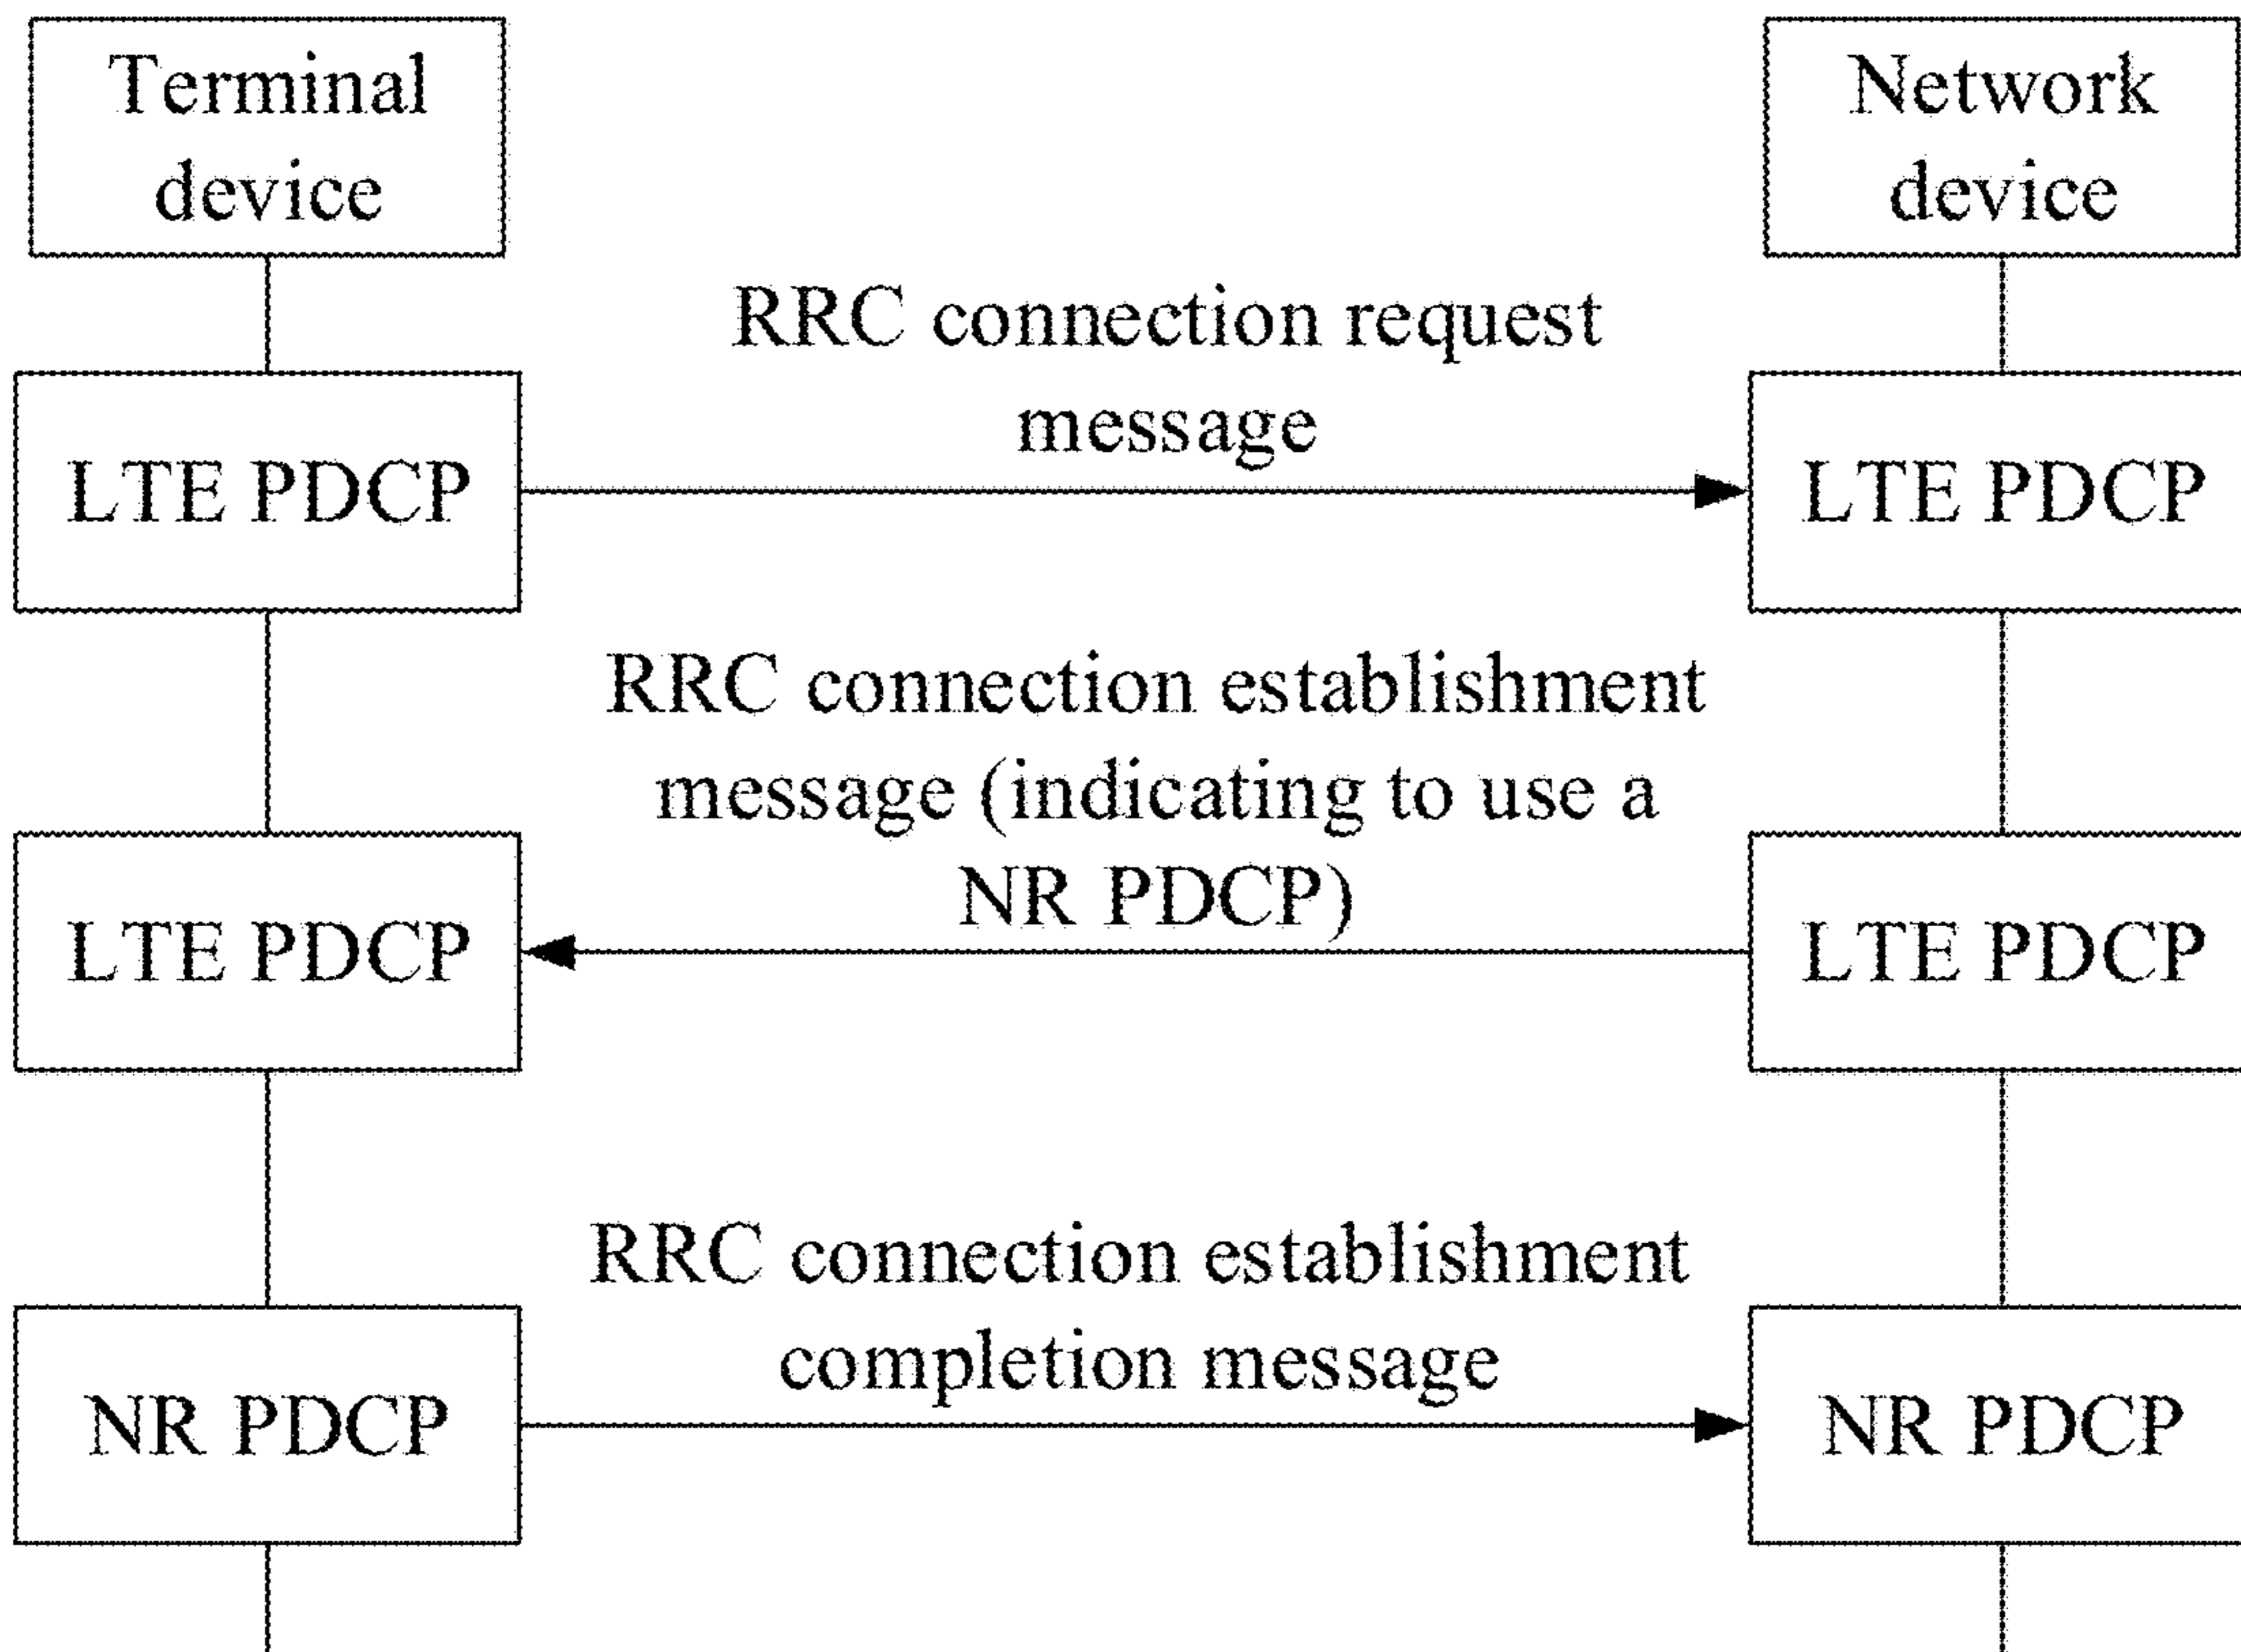 Terminal
device
Network
device
RRC connection request
message
LTE PDCP
LTE PDCP
RRC connection establishment
message (indicating to use a
NR PDCP)
LTE PDCP
LTE PDCP
RRC connection establishment
completion message
NR PDCP
NR PDCP